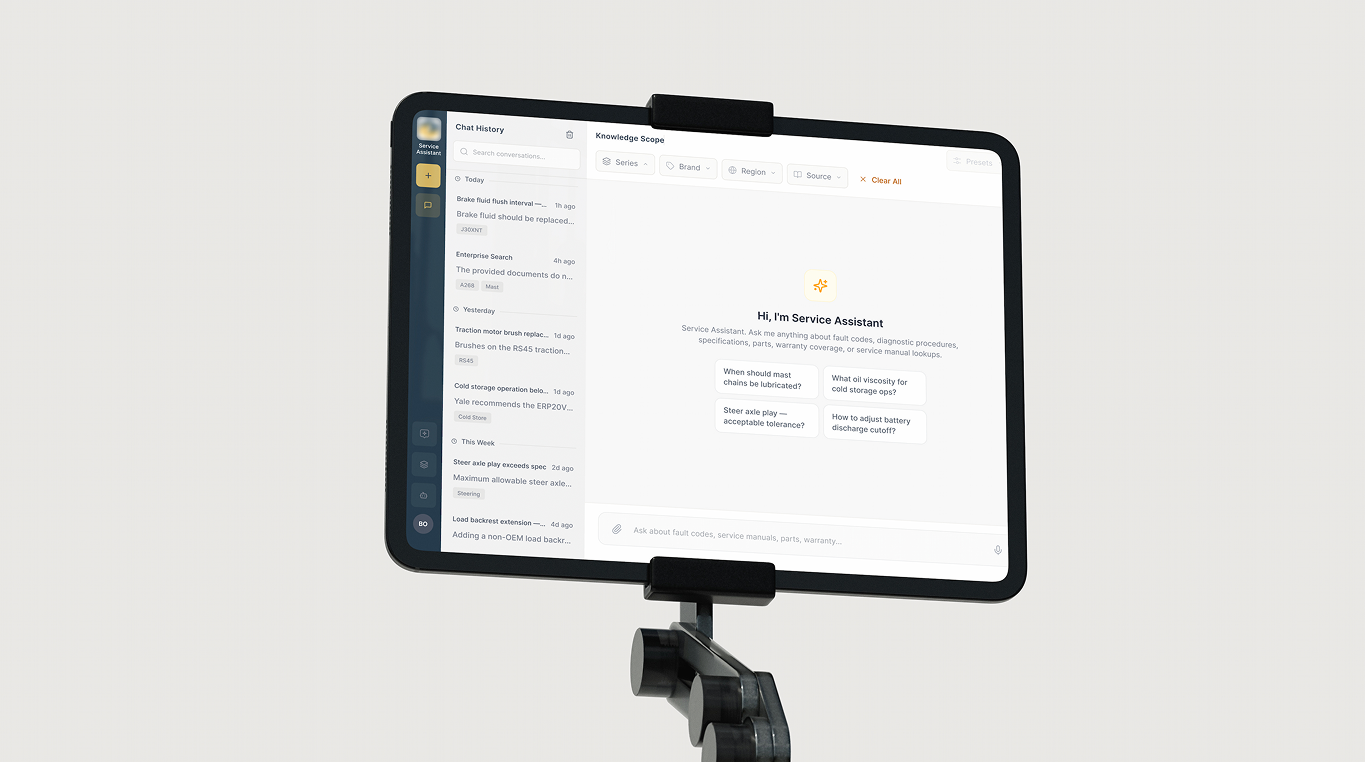 Service
Assistant
BO
Chat History
Search conversations...
Today
Brake fluid flush interval —... 1h ago
Brake fluid should be replaced...
J30XNT
Enterprise Search 4h ago
The provided documents do n...
A268 Mast
Yesterday
Traction motor brush replac... 1d ago
Brushes on the RS45 traction...
RS45
Cold storage operation belo... 1d ago
Yale recommends the ERP20V...
Cold Store
This Week
Steer axle play exceeds spec 2d ago
Maximum allowable steer axle...
Steering
Load backrest extension —... 4d ago
Adding a non-OEM load backr...
Knowledge Scope
Presets
Series Brand Region Source Clear All
Hi, I'm Service Assistant
Service Assistant. Ask me anything about fault codes, diagnostic procedures,
specifications, parts, warranty coverage, or service manual lookups.
When should mast
chains be lubricated?
What oil viscosity for
cold storage ops?
Steer axle play —
acceptable tolerance?
How to adjust battery
discharge cutoff?
Ask about fault codes, service manuals, parts, warranty...